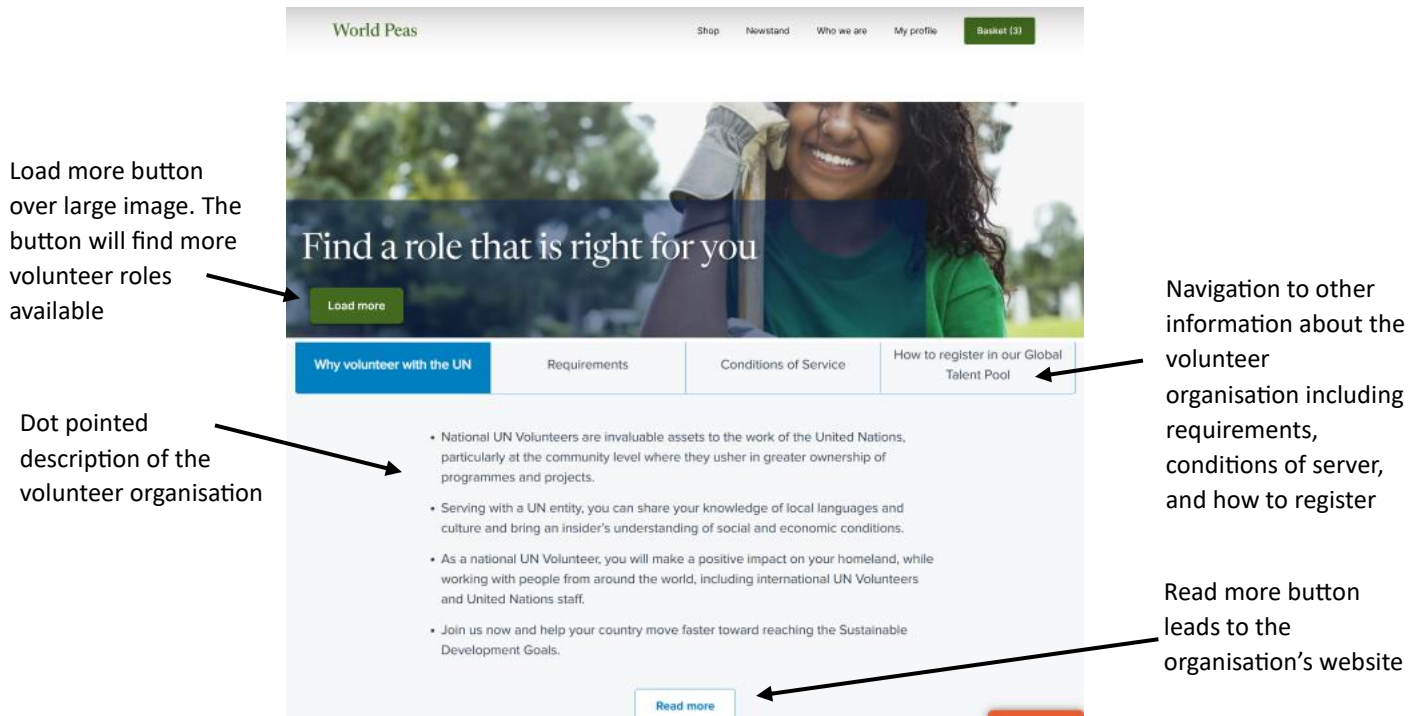 World Peas
Shop Newstand Who we are My profile Basket (3)
Load more button
over large image. The
button will find more
volunteer roles
available
Find a role that is right for you
Load more
Navigation to other
information about the
volunteer
organisation including
requirements,
conditions of server,
and how to register
Why volunteer with the UN
Requirements
Conditions of Service
How to register in our Global
Talent Pool
Dot pointed
description of the
volunteer organisation
• National UN Volunteers are invaluable assets to the work of the United Nations,
particularly at the community level where they usher in greater ownership of
programmes and projects.
• Serving with a UN entity, you can share your knowledge of local languages and
culture and bring an insider's understanding of social and economic conditions.
• As a national UN Volunteer, you will make a positive impact on your homeland, while
working with people from around the world, including international UN Volunteers
and United Nations staff.
• Join us now and help your country move faster toward reaching the Sustainable
Development Goals.
Read more button
leads to the
organisation's website
Read more